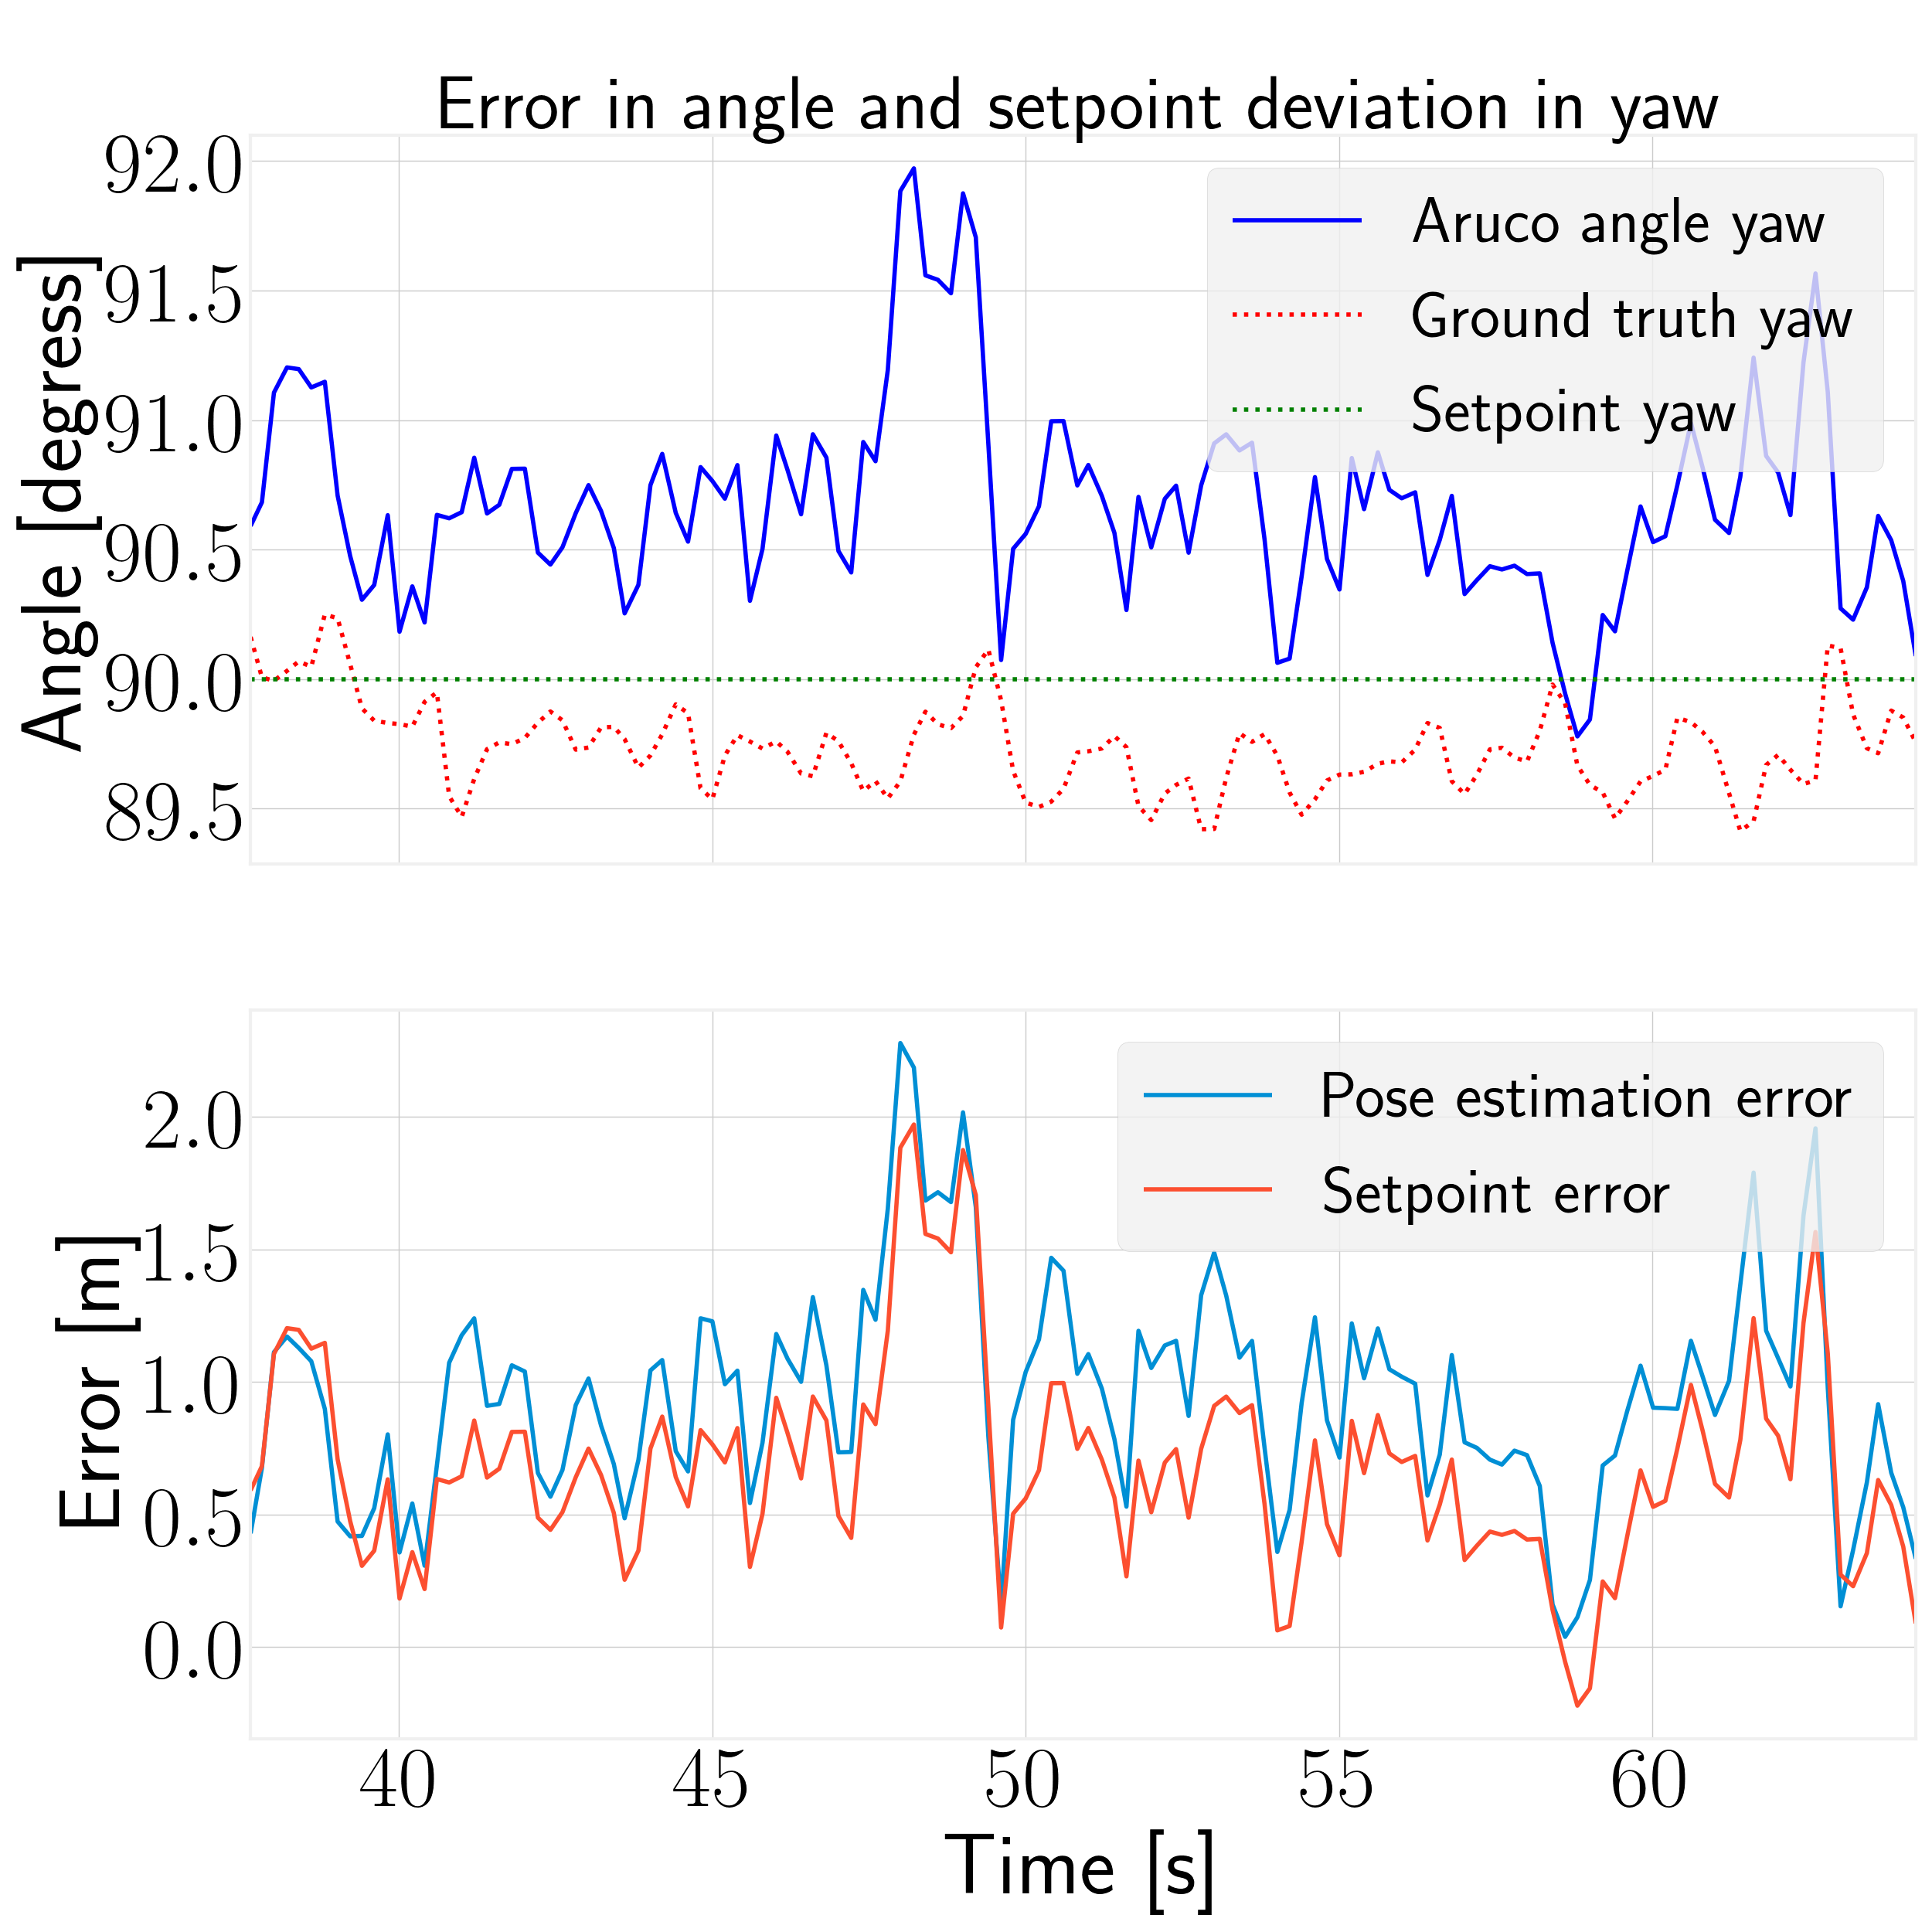 Error in angle and setpoint deviation in yaw
Angle [degress]
92.0
91.5
91.0
90.5
90.0
89.5
Aruco angle yaw
Ground truth yaw
Setpoint yaw
Error [m]
2.0
1.5
1.0
0.5
0.0
Pose estimation error
Setpoint error
40 45 50 55 60
Time [s]